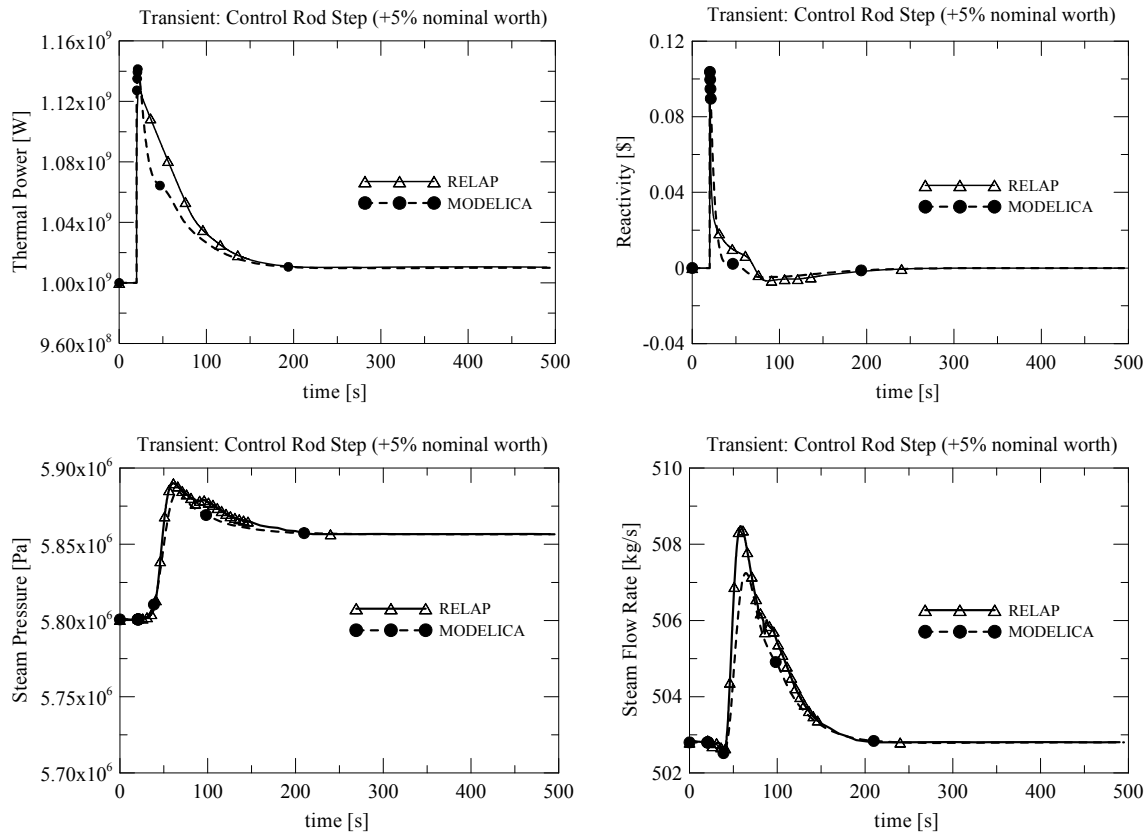 Transient: Control Rod Step (+5% nominal worth)
1.16x10^9
1.12x10^9
1.08x10^9
1.04x10^9
1.00x10^9
9.60x10^8
Thermal Power [W]
RELAP
MODELICA
0 100 200 300 400 500
time [s]
Transient: Control Rod Step (+5% nominal worth)
0.12
0.08
0.04
0
-0.04
Reactivity [$]
RELAP
MODELICA
0 100 200 300 400 500
time [s]
Transient: Control Rod Step (+5% nominal worth)
5.90x10^6
5.85x10^6
5.80x10^6
5.75x10^6
5.70x10^6
Steam Pressure [Pa]
RELAP
MODELICA
0 100 200 300 400 500
time [s]
Transient: Control Rod Step (+5% nominal worth)
510
508
506
503
502
Steam Flow Rate [kg/s]
RELAP
MODELICA
0 100 200 300 400 500
time [s]